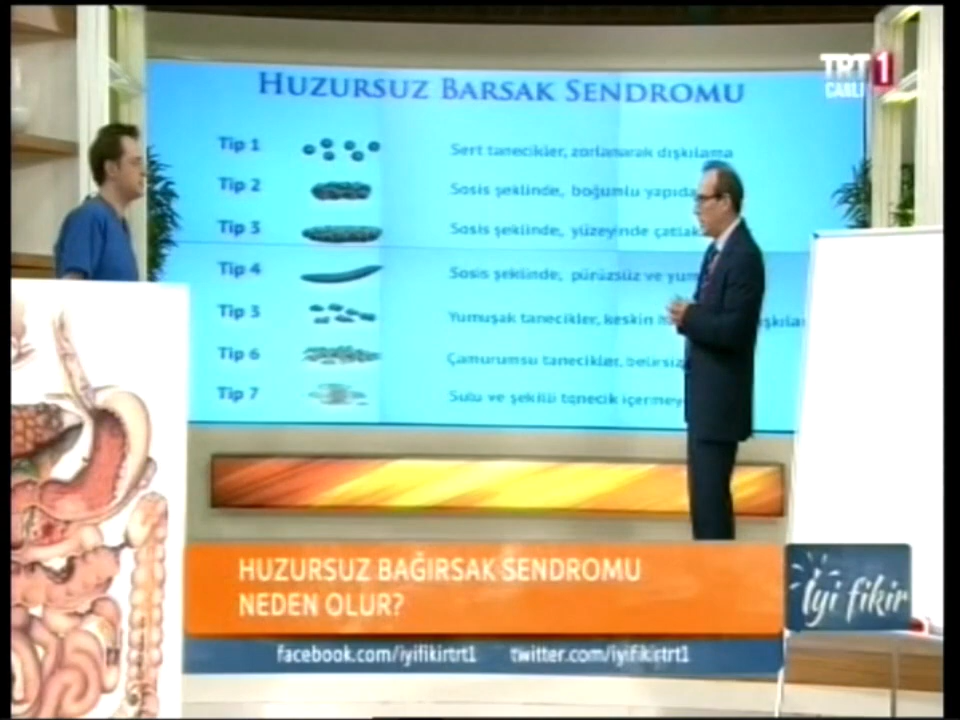 TRT 1
CANLI
HUZURSUZ BARSAK SENDROMU
Tip 1 Sert tanecikler, zorlanarak dışkılama
Tip 2 Sosis şeklinde, boğumlu yapıda
Tip 3 Sosis şeklinde, yüzeyinde çatlak
Tip 4 Sosis şeklinde, pürüzsüz ve yum
Tip 5 Yumuşak tanecikler, keskin
Tip 6 Çamurumsu tanecikler, belirsiz
Tip 7 Sulu ve şekilli tanecik içermey
HUZURSUZ BAĞIRSAK SENDROMU
NEDEN OLUR?
iyi fikir
facebook.com/iyifikirtrt1 twitter.com/iyifikirtrt1